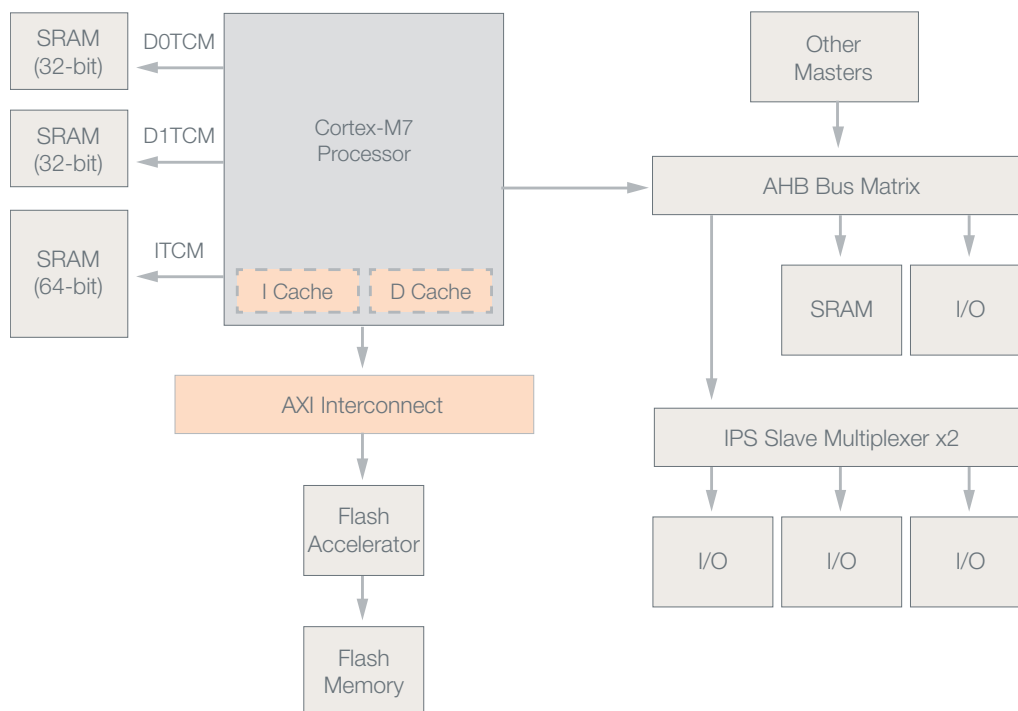 SRAM
(32-bit)
D0TCM
SRAM
(32-bit)
D1TCM
SRAM
(64-bit)
ITCM
Cortex-M7
Processor
I Cache
D Cache
AXI Interconnect
Flash
Accelerator
Flash
Memory
Other
Masters
AHB Bus Matrix
SRAM
I/O
IPS Slave Multiplexer x2
I/O
I/O
I/O